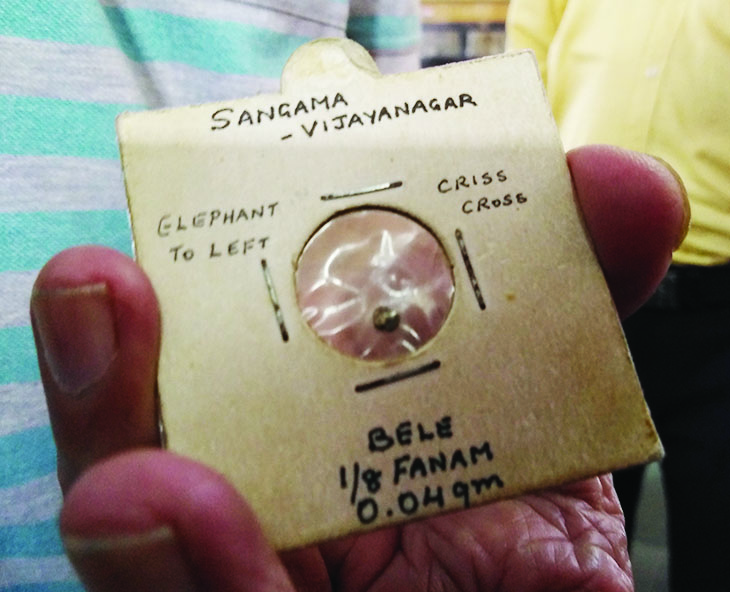 SANGAMA
- VIJAYANAGAR
ELEPHANT
TO LEFT
CRISS
CROSS
BELE
1/8 FANAM
0.04gm